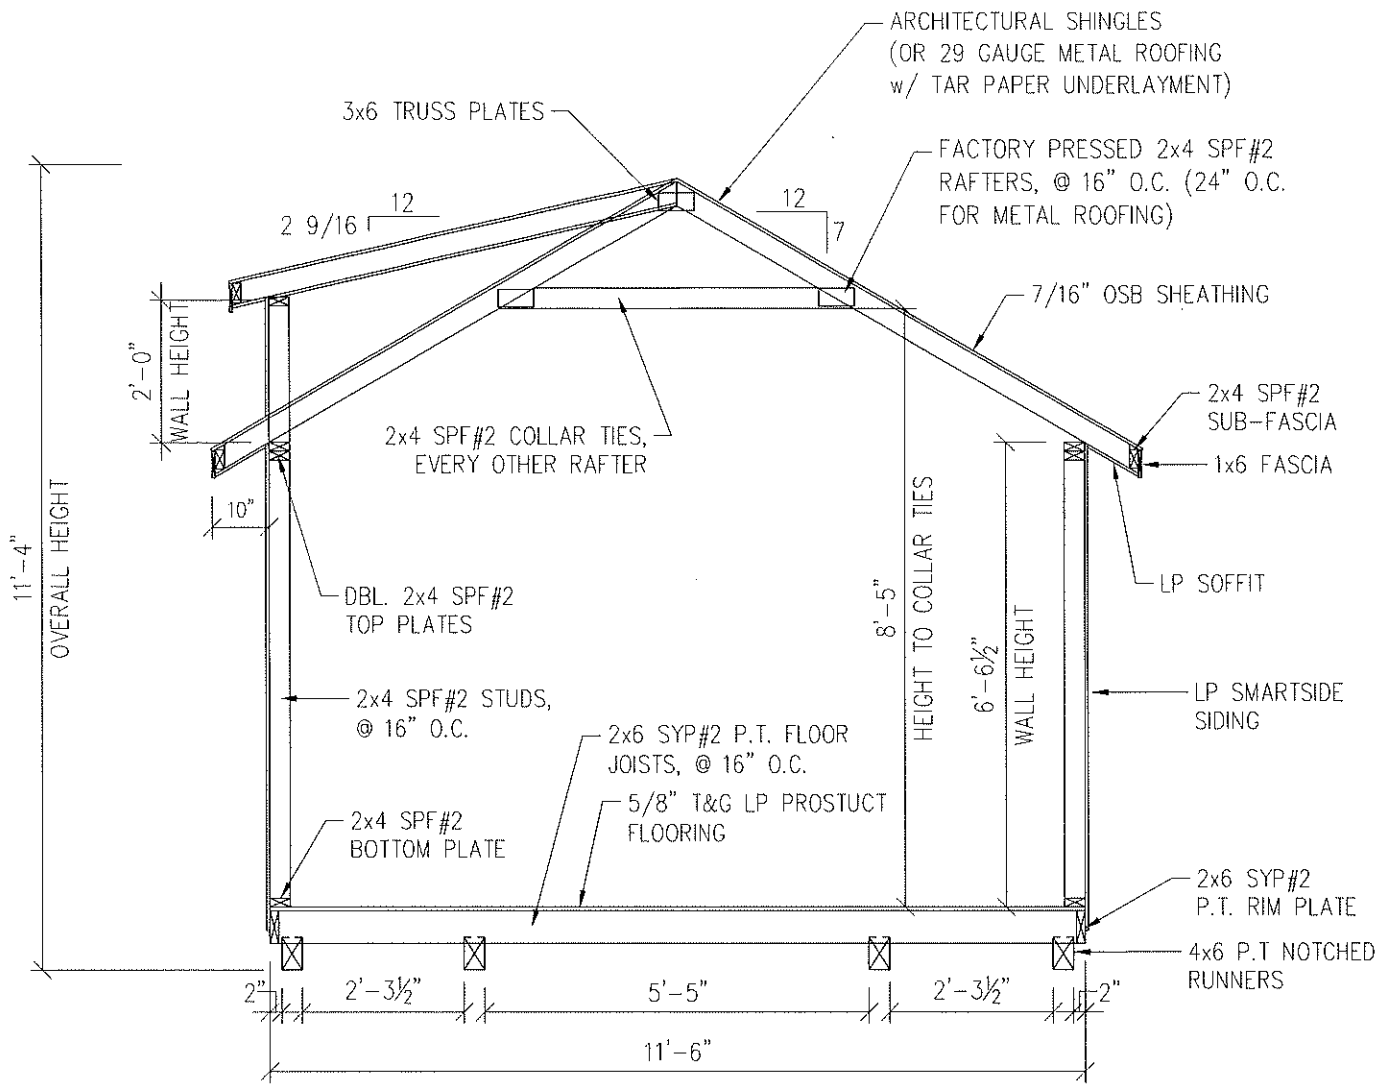 ARCHITECTURAL SHINGLES
(OR 29 GAUGE METAL ROOFING
w/ TAR PAPER UNDERLAYMENT)
3x6 TRUSS PLATES
FACTORY PRESSED 2x4 SPF#2
RAFTERS, @ 16" O.C. (24" O.C.
FOR METAL ROOFING)
12
2 9/16
12
7
7/16" OSB SHEATHING
2'-0"
WALL HEIGHT
2x4 SPF#2
SUB-FASCIA
2x4 SPF#2 COLLAR TIES,
EVERY OTHER RAFTER
1x6 FASCIA
10"
11'-4"
OVERALL HEIGHT
DBL. 2x4 SPF#2
TOP PLATES
8'-5"
HEIGHT TO COLLAR TIES
LP SOFFIT
6'-6½"
WALL HEIGHT
2x4 SPF#2 STUDS,
@ 16" O.C.
LP SMARTSIDE
SIDING
2x6 SYP#2 P.T. FLOOR
JOISTS, @ 16" O.C.
5/8" T&G LP PROSTUCT
FLOORING
2x4 SPF#2
BOTTOM PLATE
2x6 SYP#2
P.T. RIM PLATE
4x6 P.T NOTCHED
RUNNERS
2"
2'-3½"
5'-5"
2'-3½"
2"
11'-6"